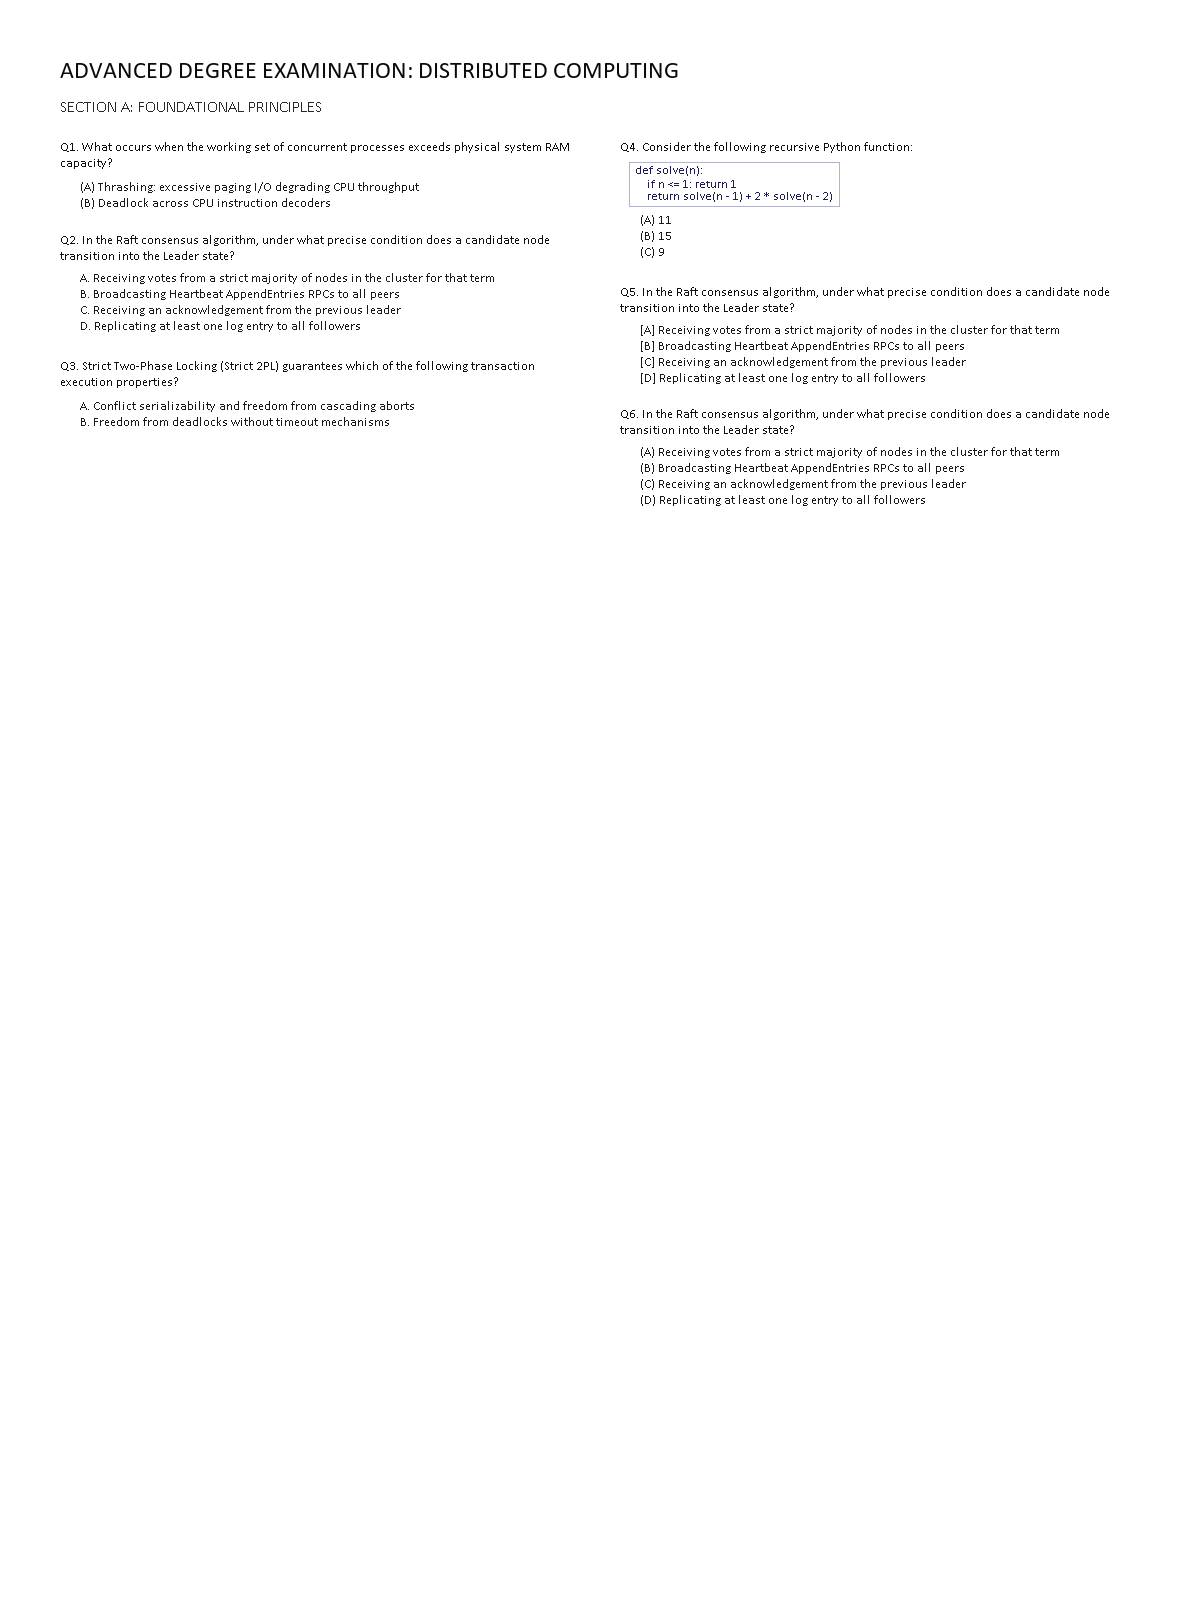 ADVANCED DEGREE EXAMINATION: DISTRIBUTED COMPUTING
SECTION A: FOUNDATIONAL PRINCIPLES
Q1. What occurs when the working set of concurrent processes exceeds physical system RAM
capacity?
(A) Thrashing: excessive paging I/O degrading CPU throughput
(B) Deadlock across CPU instruction decoders
Q2. In the Raft consensus algorithm, under what precise condition does a candidate node
transition into the Leader state?
A. Receiving votes from a strict majority of nodes in the cluster for that term
B. Broadcasting Heartbeat AppendEntries RPCs to all peers
C. Receiving an acknowledgement from the previous leader
D. Replicating at least one log entry to all followers
Q3. Strict Two-Phase Locking (Strict 2PL) guarantees which of the following transaction
execution properties?
A. Conflict serializability and freedom from cascading aborts
B. Freedom from deadlocks without timeout mechanisms
Q4. Consider the following recursive Python function:
def solve(n):
    if n <= 1: return 1
    return solve(n - 1) + 2 * solve(n - 2)
(A) 11
(B) 15
(C) 9
Q5. In the Raft consensus algorithm, under what precise condition does a candidate node
transition into the Leader state?
[A] Receiving votes from a strict majority of nodes in the cluster for that term
[B] Broadcasting Heartbeat AppendEntries RPCs to all peers
[C] Receiving an acknowledgement from the previous leader
[D] Replicating at least one log entry to all followers
Q6. In the Raft consensus algorithm, under what precise condition does a candidate node
transition into the Leader state?
(A) Receiving votes from a strict majority of nodes in the cluster for that term
(B) Broadcasting Heartbeat AppendEntries RPCs to all peers
(C) Receiving an acknowledgement from the previous leader
(D) Replicating at least one log entry to all followers